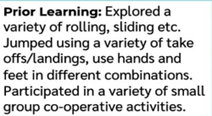 Prior Learning: Explored a
variety of rolling, sliding etc.
Jumped using a variety of take
offs/landings, use hands and
feet in different combinations.
Participated in a variety of small
group co-operative activities.